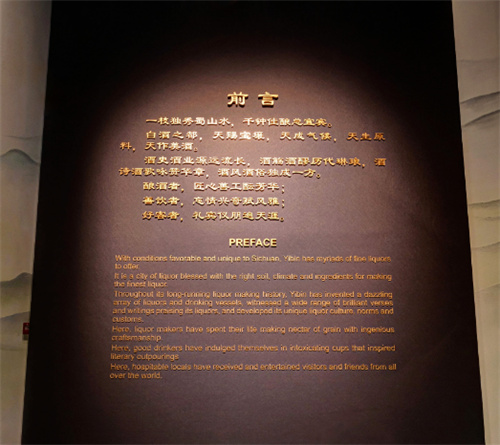 前言
一枝独秀蜀山水，千钟佳酿忆宜宾。
白酒之都，天赐灵壤，天成气候，天生原
料，天作美酒。
酒史酒业源远流长，酒觞酒醪历代琳琅，酒
诗酒歌咏赞华章，酒风酒俗独成一方。
酿酒者，匠心善工酝芳华；
善饮者，忘情兴哥赋风雅；
好客者，礼宾仪朋遍天涯。
PREFACE
With conditions favorable and unique to Sichuan, Yibin has myriads of fine liquors
to offer.
It is a city of liquor blessed with the right soil, climate and ingredients for making
the finest liquor.
Throughout its long-running liquor making history, Yibin has invented a dazzling
array of liquors and drinking vessels, witnessed a wide range of brilliant verses
and writings praising its liquors, and developed its unique liquor culture, norms and
customs.
Here, liquor makers have spent their life making nectar of grain with ingenious
craftsmanship.
Here, good drinkers have indulged themselves in intoxicating cups that inspired
literary outpourings.
Here, hospitable locals have received and entertained visitors and friends from all
over the world.